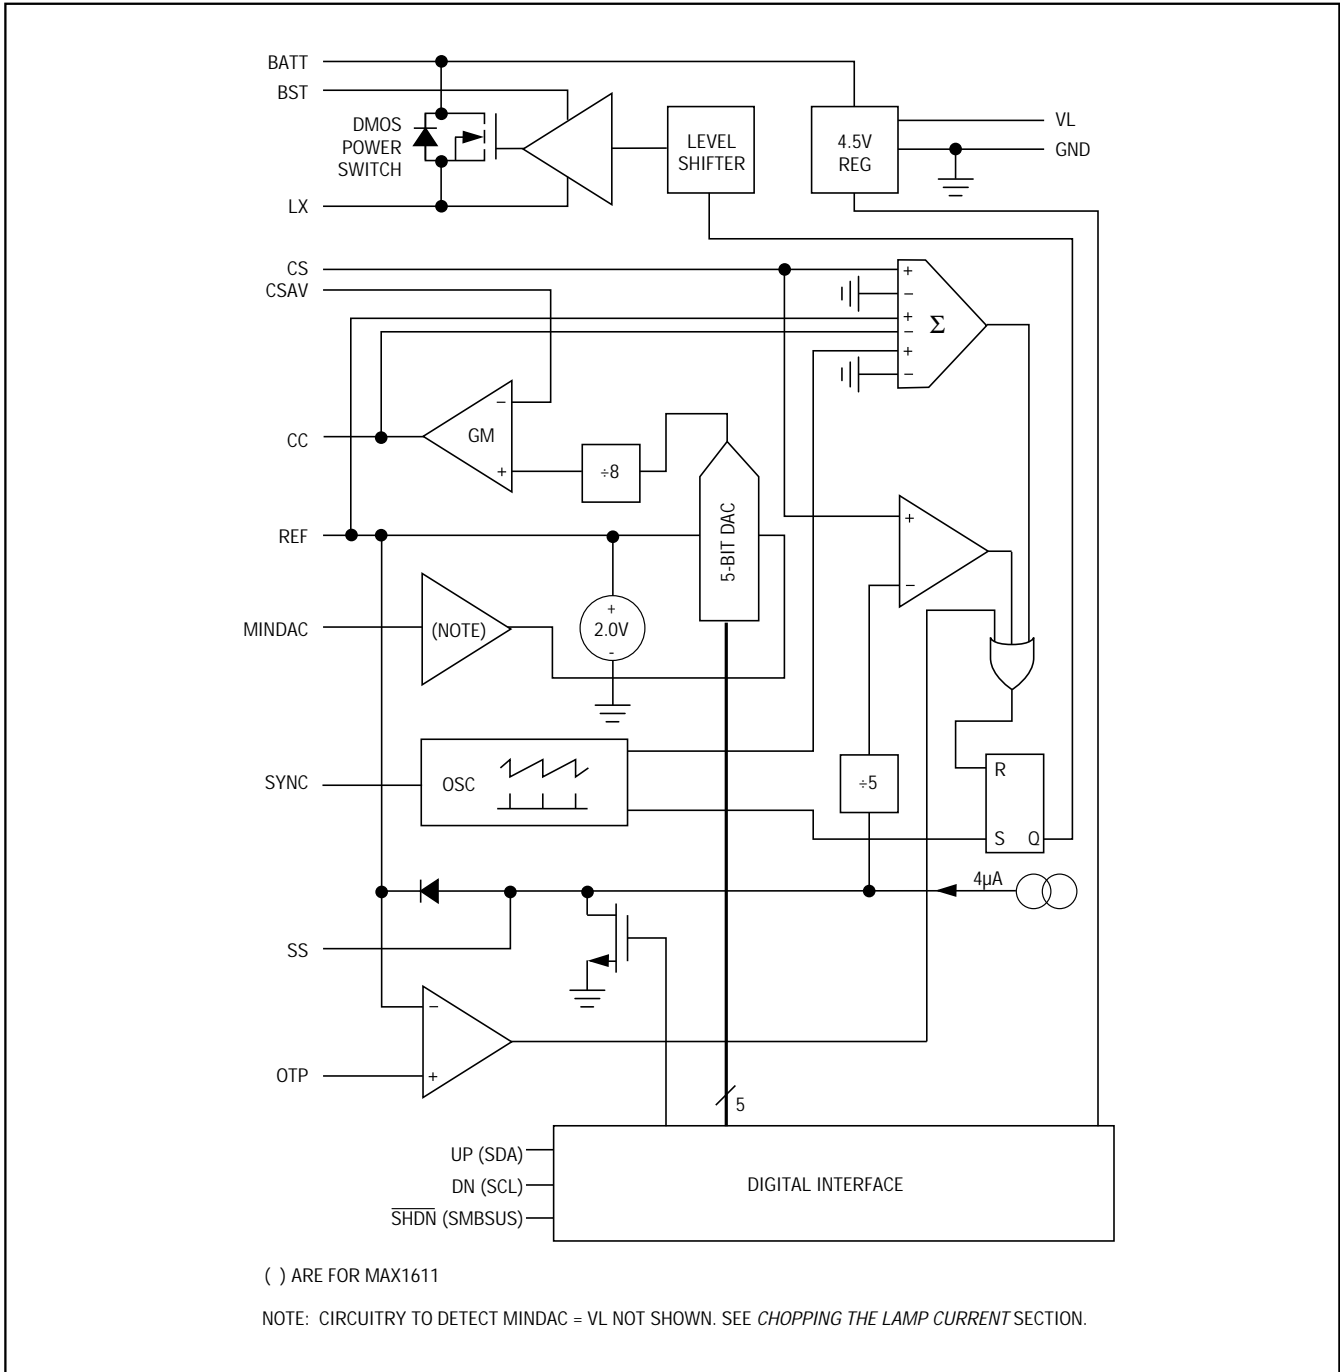 BATT
BST
DMOS
POWER
SWITCH
LEVEL
SHIFTER
4.5V
REG
VL
GND
LX
CS
CSAV
+
−
+
−
+
−
Σ
−
GM
+
CC
÷8
5-BIT DAC
REF
+
−
+
2.0V
-
MINDAC
(NOTE)
SYNC
OSC
÷5
R
S Q
4µA
SS
−
+
OTP
5
UP (SDA)
DN (SCL)
SHDN (SMBSUS)
DIGITAL INTERFACE
( ) ARE FOR MAX1611
NOTE: CIRCUITRY TO DETECT MINDAC = VL NOT SHOWN. SEE CHOPPING THE LAMP CURRENT SECTION.